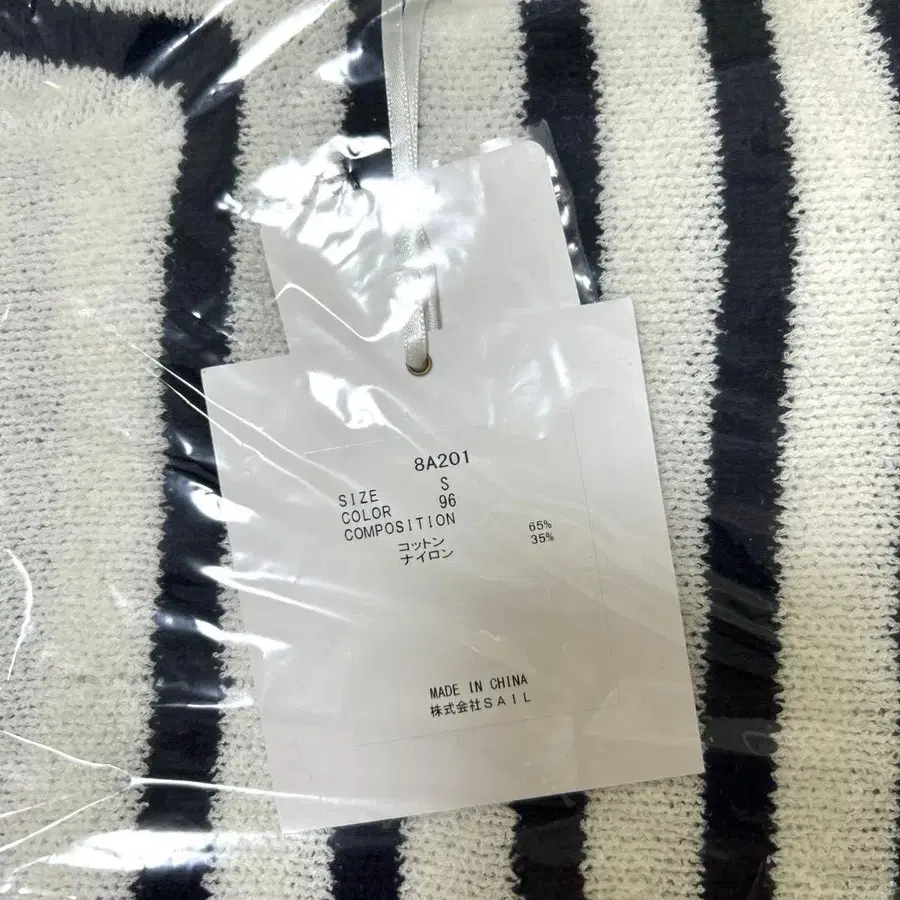 8A201
SIZE S
COLOR 96
COMPOSITION
コットン 65%
ナイロン 35%
MADE IN CHINA
株式会社SAIL